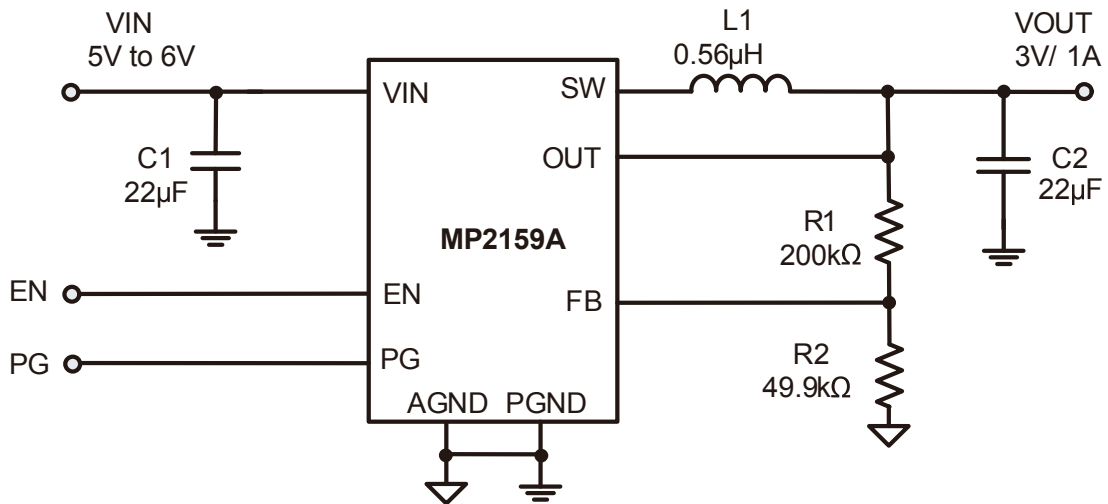 VIN
5V to 6V
L1
0.56µH
VOUT
3V/ 1A
VIN
SW
C1
22µF
OUT
C2
22µF
MP2159A
R1
200kΩ
EN
EN
FB
PG
PG
R2
49.9kΩ
AGND
PGND